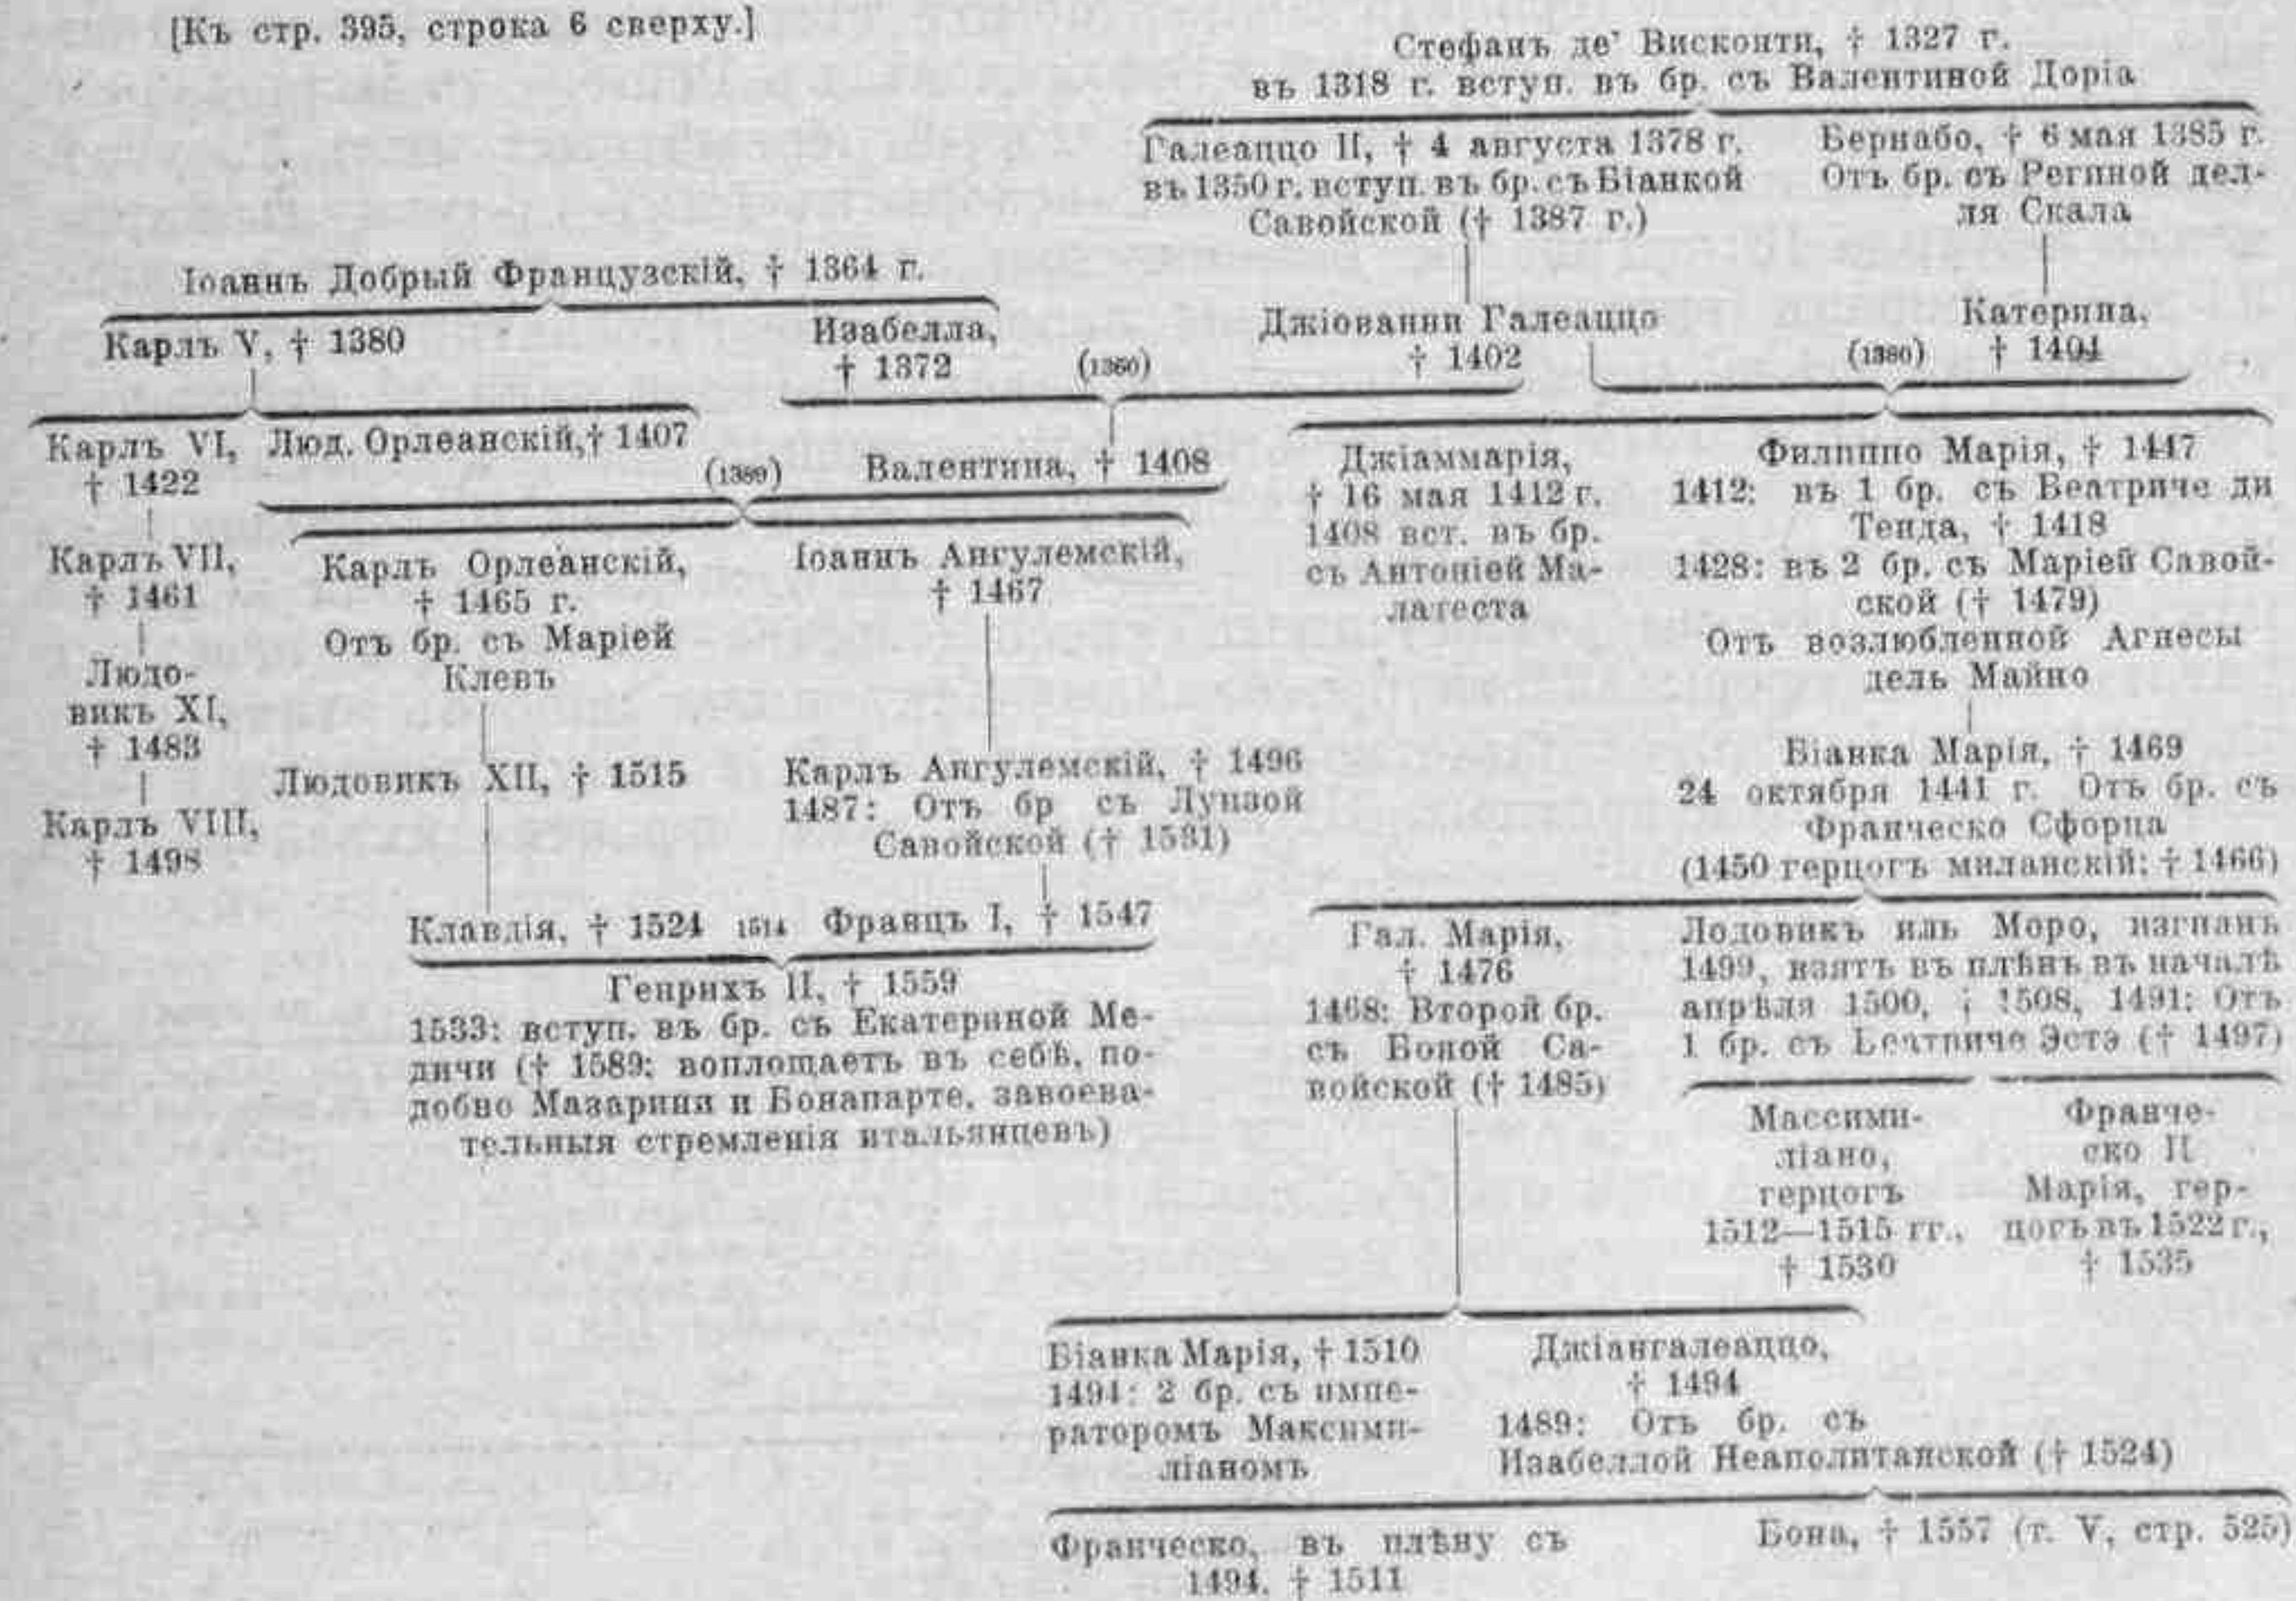 [Къ стр. 395, строка 6 сверху.]
Стефанъ де' Висконти, † 1327 г.
въ 1318 г. вступ. въ бр. съ Валентиной Доріа
Галеаццо II, † 4 августа 1378 г.
въ 1350 г. вступ. въ бр. съ Біанкой
Савойской († 1387 г.)
Бернабо, † 6 мая 1385 г.
Отъ бр. съ Региной дел-
ля Скала
Іоаннъ Добрый Французскій, † 1364 г.
Карлъ V, † 1380
Изабелла,
† 1372
(1360)
Джіованни Галеаццо
† 1402
(1380)
Катерина,
† 1404
Карлъ VI,
† 1422
Люд. Орлеанскій, † 1407
(1389)
Валентина, † 1408
Джіаммарія,
† 16 мая 1412 г.
1408 вст. въ бр.
съ Антоніей Ма-
латеста
Филиппо Марія, † 1447
1412: въ 1 бр. съ Беатриче ди
Тенда, † 1418
1428: въ 2 бр. съ Маріей Савой-
ской († 1479)
Отъ возлюбленной Агнесы
дель Майно
Карлъ VII,
† 1461
Карлъ Орлеанскій,
† 1465 г.
Отъ бр. съ Маріей
Клевъ
Іоаннъ Ангулемскій,
† 1467
Людо-
викъ XI,
† 1483
Карлъ VIII,
† 1498
Людовикъ XII, † 1515
Карлъ Ангулемскій, † 1496
1487: Отъ бр съ Луизой
Савойской († 1531)
Біанка Марія, † 1469
24 октября 1441 г. Отъ бр. съ
Франческо Сфорца
(1450 герцогъ миланскій; † 1466)
Клавдія, † 1524 1514 Францъ I, † 1547
Генрихъ II, † 1559
1533: вступ. въ бр. съ Екатериной Ме-
дичи († 1589; воплощаетъ въ себѣ, по-
добно Мазарини и Бонапарте, завоева-
тельныя стремленія итальянцевъ)
Гал. Марія,
† 1476
1468: Второй бр.
съ Боной Са-
войской († 1485)
Лодовикъ иль Моро, изгнанъ
1499, взятъ въ плѣнъ въ началѣ
апрѣля 1500, † 1508, 1491: Отъ
1 бр. съ Беатриче Эстэ († 1497)
Массими-
ліано,
герцогъ
1512—1515 гг.,
† 1530
Франче-
ско II
Марія, гер-
цогъ въ 1522 г.,
† 1535
Біанка Марія, † 1510
1494: 2 бр. съ импе-
раторомъ Максими-
ліаномъ
Джіангалеаццо,
† 1494
1489: Отъ бр. съ
Изабеллой Неаполитанской († 1524)
Франческо, въ плѣну съ
1494, † 1511
Бона, † 1557 (т. V, стр. 525)